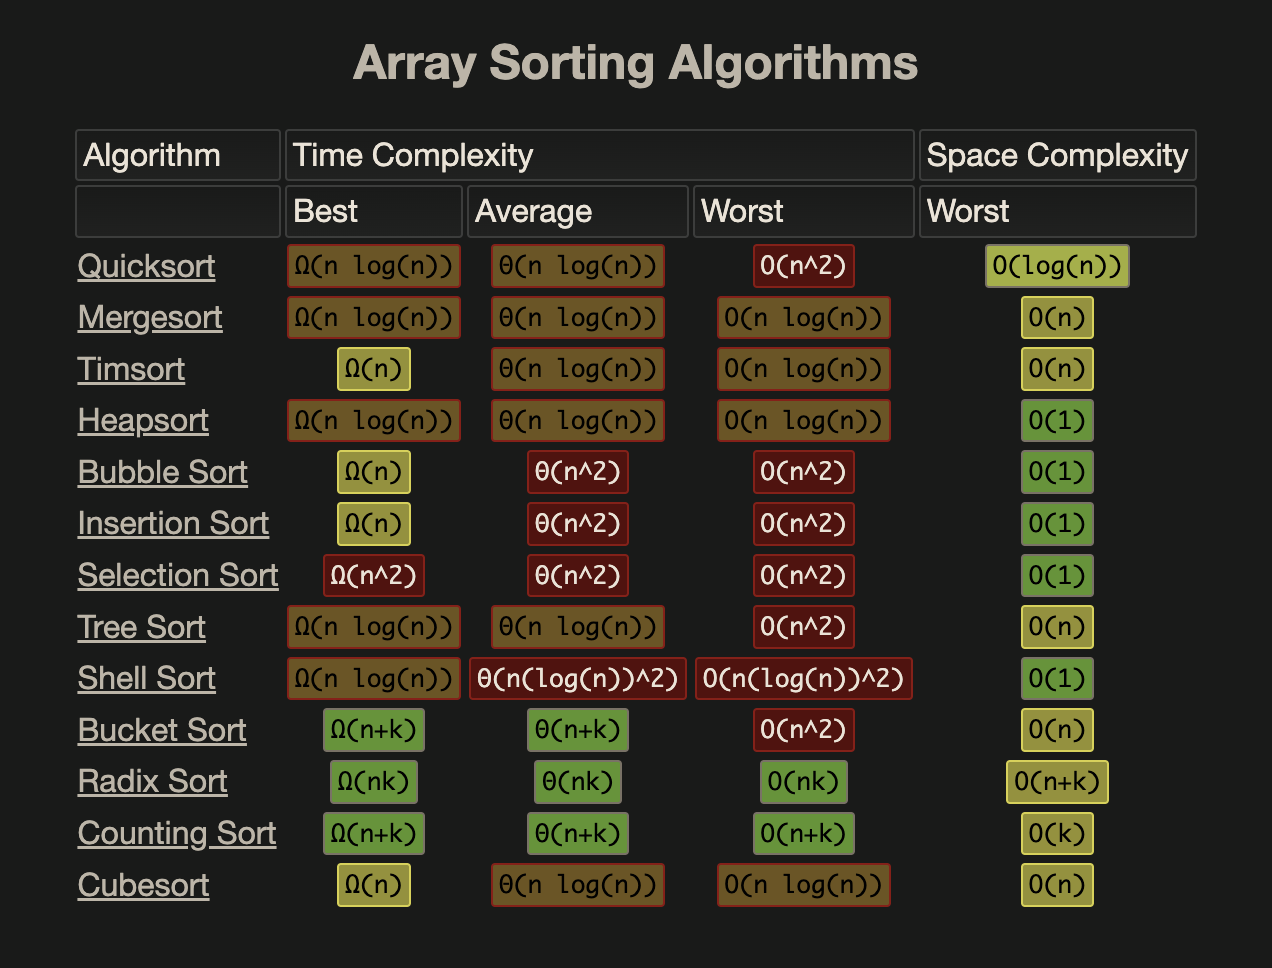 Array Sorting Algorithms
Algorithm Time Complexity Space Complexity
Best Average Worst Worst
Quicksort Ω(n log(n)) Θ(n log(n)) O(n^2) O(log(n))
Mergesort Ω(n log(n)) Θ(n log(n)) O(n log(n)) O(n)
Timsort Ω(n) Θ(n log(n)) O(n log(n)) O(n)
Heapsort Ω(n log(n)) Θ(n log(n)) O(n log(n)) O(1)
Bubble Sort Ω(n) Θ(n^2) O(n^2) O(1)
Insertion Sort Ω(n) Θ(n^2) O(n^2) O(1)
Selection Sort Ω(n^2) Θ(n^2) O(n^2) O(1)
Tree Sort Ω(n log(n)) Θ(n log(n)) O(n^2) O(n)
Shell Sort Ω(n log(n)) Θ(n(log(n))^2) O(n(log(n))^2) O(1)
Bucket Sort Ω(n+k) Θ(n+k) O(n^2) O(n)
Radix Sort Ω(nk) Θ(nk) O(nk) O(n+k)
Counting Sort Ω(n+k) Θ(n+k) O(n+k) O(k)
Cubesort Ω(n) Θ(n log(n)) O(n log(n)) O(n)